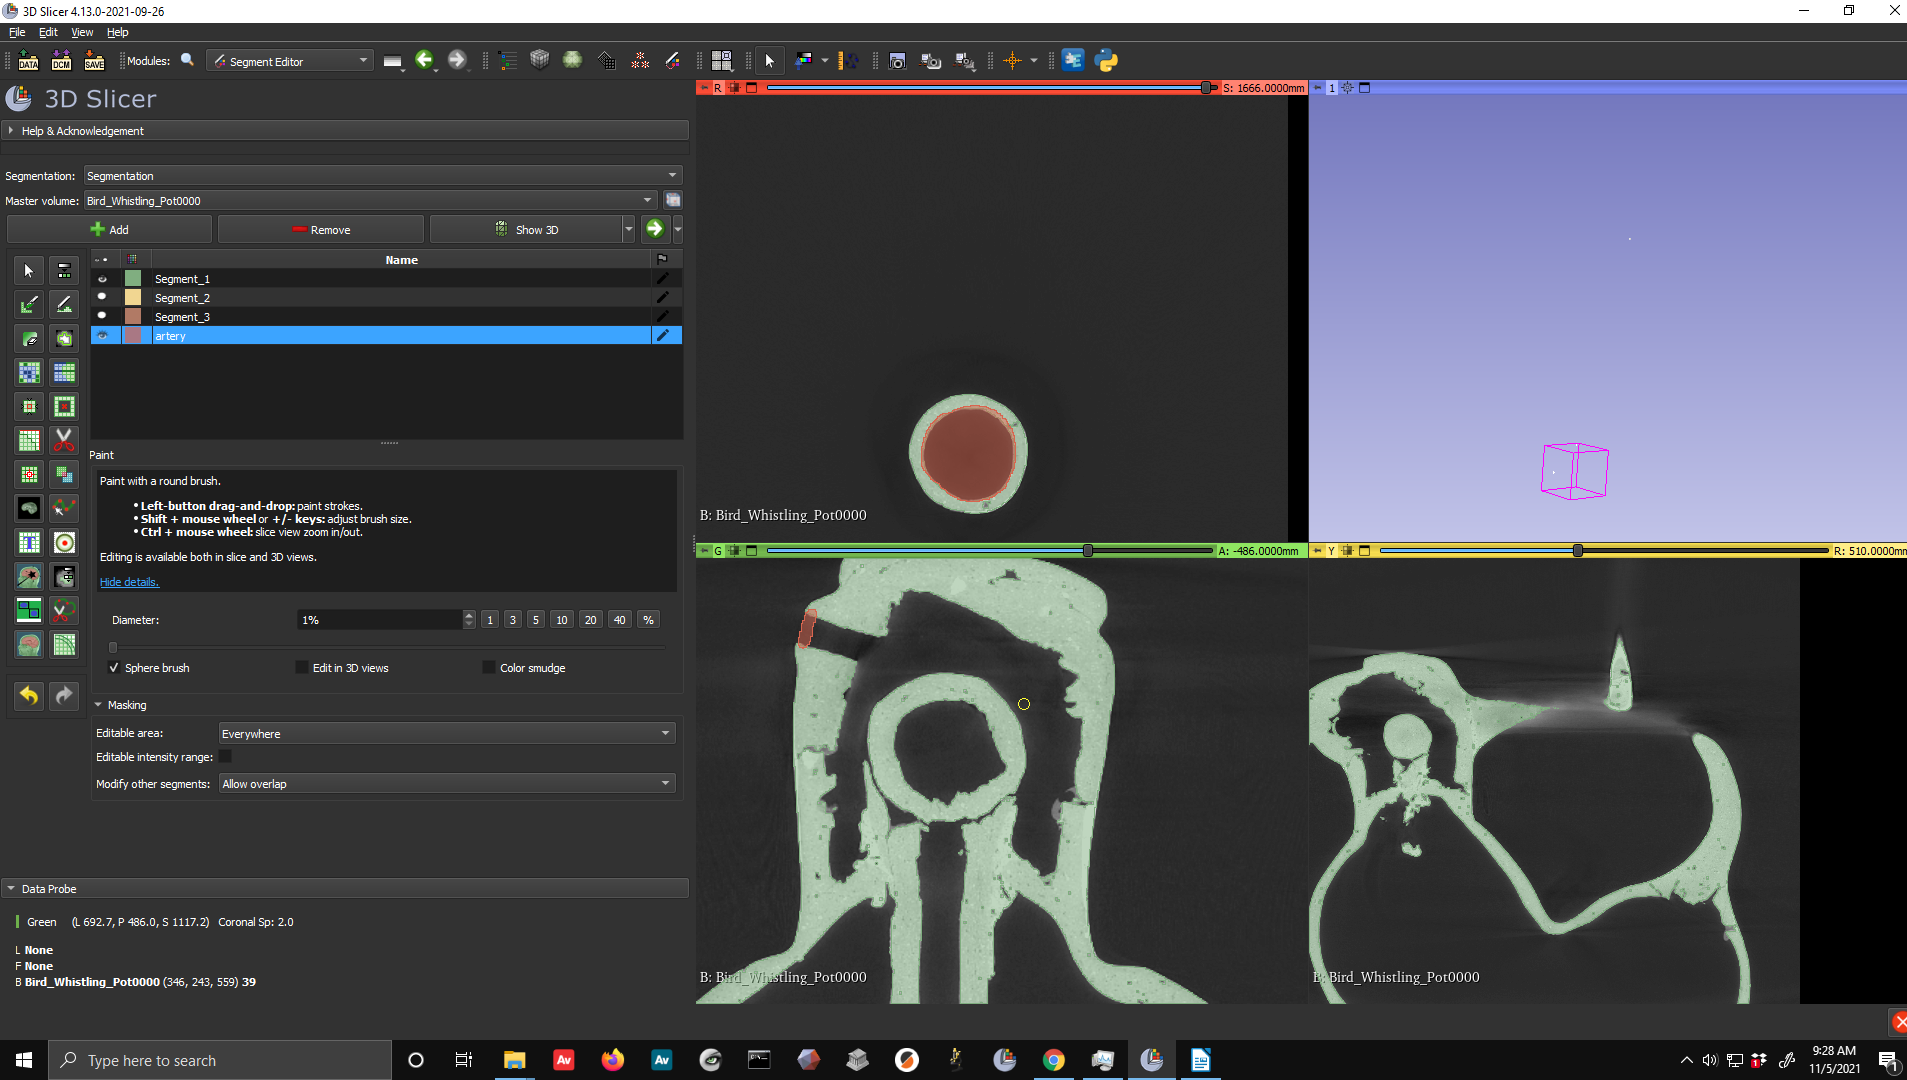 3D Slicer 4.13.0-2021-09-26
File Edit View Help
DATA DCM SAVE Modules: Segment Editor
R S: 1666.0000mm
1
3D Slicer
Help & Acknowledgement
Segmentation: Segmentation
Master volume: Bird_Whistling_Pot0000
Add Remove Show 3D
Name
Segment_1
Segment_2
Segment_3
artery
Paint
Paint with a round brush.
• Left-button drag-and-drop: paint strokes.
• Shift + mouse wheel or +/- keys: adjust brush size.
• Ctrl + mouse wheel: slice view zoom in/out.
Editing is available both in slice and 3D views.
Hide details.
Diameter: 1% 1 3 5 10 20 40 %
Sphere brush Edit in 3D views Color smudge
Masking
Editable area: Everywhere
Editable intensity range:
Modify other segments: Allow overlap
Data Probe
Green (L 692.7, P 486.0, S 1117.2) Coronal Sp: 2.0
L None
F None
B Bird_Whistling_Pot0000 (346, 243, 559) 39
B: Bird_Whistling_Pot0000
G A: -486.0000mm
Y R: 510.0000mm
B: Bird_Whistling_Pot0000
B: Bird_Whistling_Pot0000
Type here to search
Av
Av
9:28 AM
11/5/2021
1
1